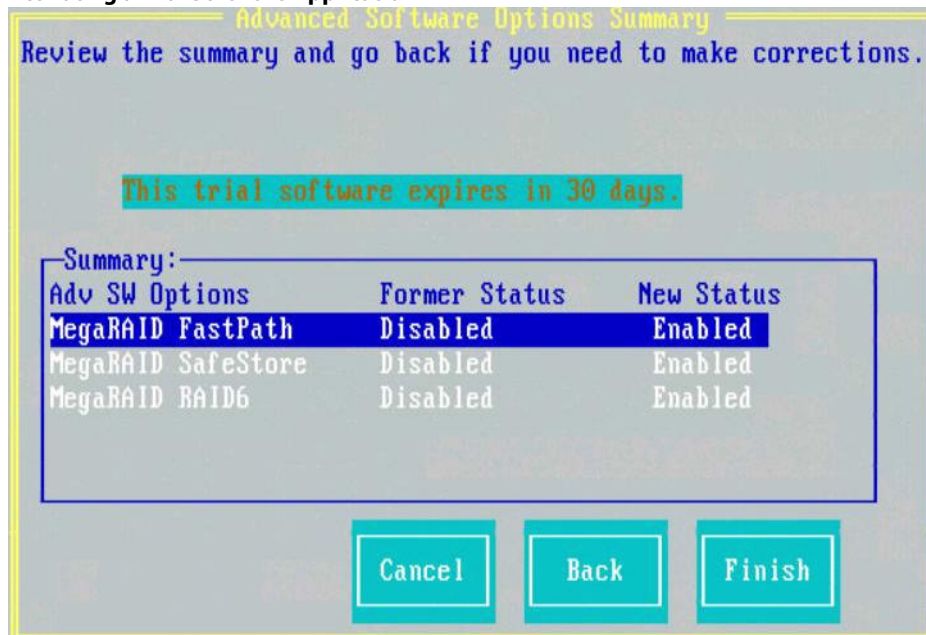 Advanced Software Options Summary
Review the summary and go back if you need to make corrections.
This trial software expires in 30 days.
Summary:
Adv SW Options Former Status New Status
MegaRAID FastPath Disabled Enabled
MegaRAID SafeStore Disabled Enabled
MegaRAID RAID6 Disabled Enabled
Cancel Back Finish